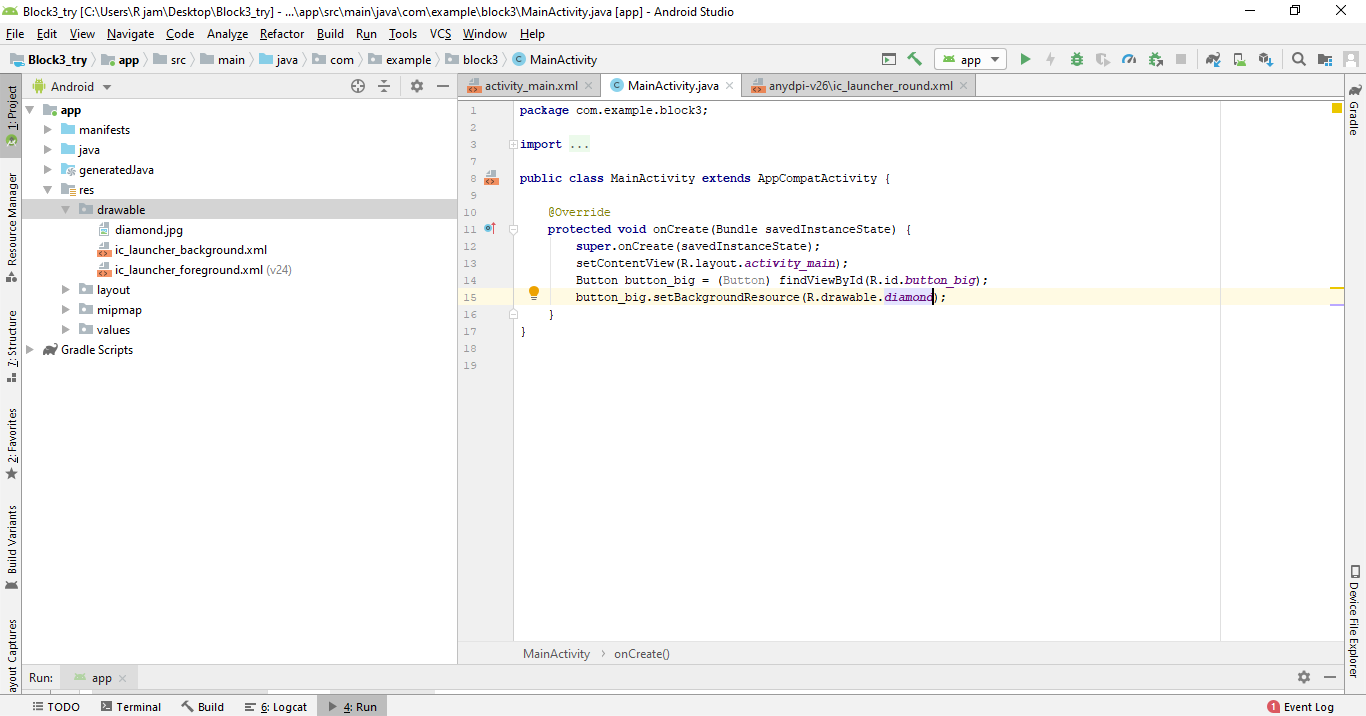 Block3_try [C:\Users\R jam\Desktop\Block3_try] - ...\app\src\main\java\com\example\block3\MainActivity.java [app] - Android Studio
File Edit View Navigate Code Analyze Refactor Build Run Tools VCS Window Help
Block3_try app src main java com example block3 MainActivity app
Android
activity_main.xml MainActivity.java anydpi-v26\ic_launcher_round.xml
1: Project
Resource Manager
7: Structure
2: Favorites
Build Variants
ayout Captures
app
manifests
java
generatedJava
res
drawable
diamond.jpg
ic_launcher_background.xml
ic_launcher_foreground.xml (v24)
layout
mipmap
values
Gradle Scripts
1 package com.example.block3;
2
3 import ...
7
8 public class MainActivity extends AppCompatActivity {
9
10 @Override
11 protected void onCreate(Bundle savedInstanceState) {
12 super.onCreate(savedInstanceState);
13 setContentView(R.layout.activity_main);
14 Button button_big = (Button) findViewById(R.id.button_big);
15 button_big.setBackgroundResource(R.drawable.diamond);
16 }
17 }
18
19
MainActivity › onCreate()
Gradle
Device File Explorer
Run: app
TODO Terminal Build 6: Logcat 4: Run 1 Event Log